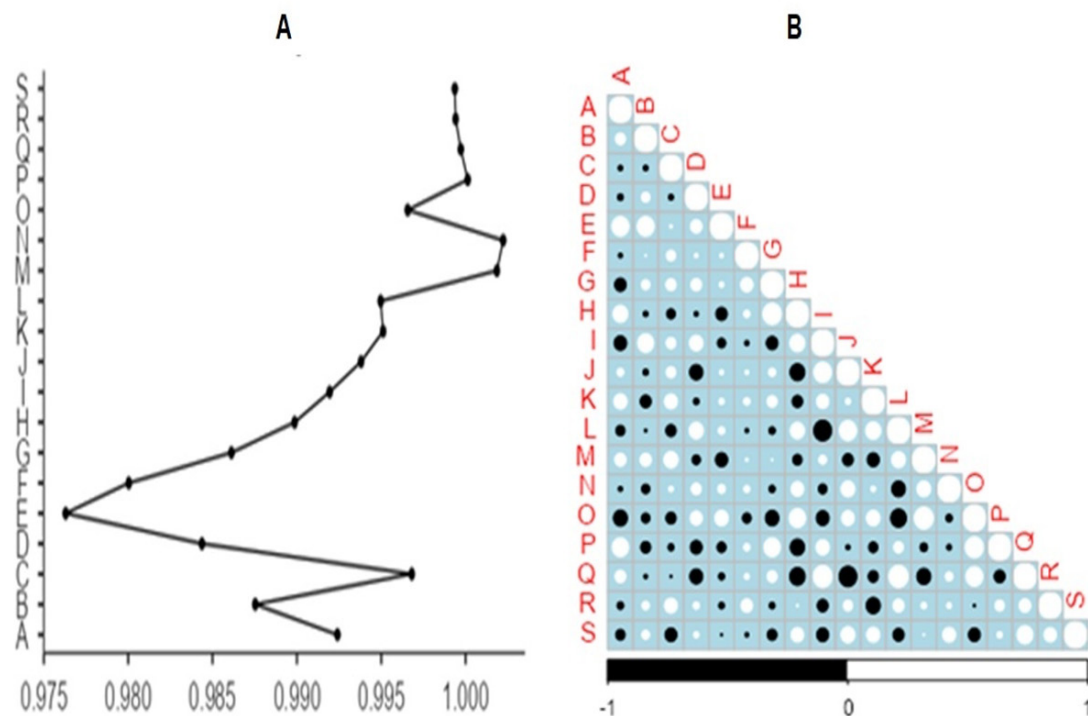 A B
S
R
Q
P
O
N
M
L
K
J
I
H
G
F
E
D
C
B
A
0.975 0.980 0.985 0.990 0.995 1.000
A
A B
B C
C D
D E
E F
F G
G H
H I
I J
J K
K L
L M
M N
N O
O P
P Q
Q R
R S
S
-1 0 1